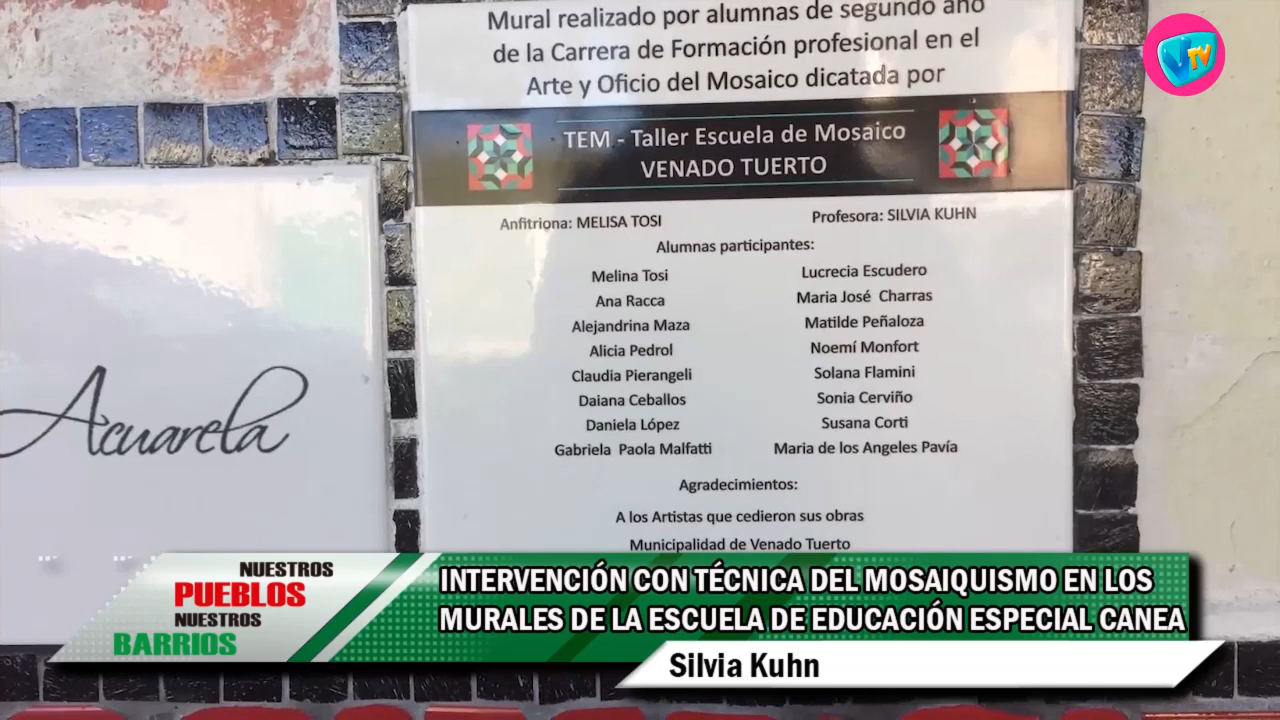 Mural realizado por alumnas de segundo año
de la Carrera de Formación profesional en el
Arte y Oficio del Mosaico dicatada por
TEM - Taller Escuela de Mosaico
VENADO TUERTO
Anfitriona: MELISA TOSI
Profesora: SILVIA KUHN
Alumnas participantes:
Melina Tosi
Ana Racca
Alejandrina Maza
Alicia Pedrol
Claudia Pierangeli
Daiana Ceballos
Daniela López
Gabriela Paola Malfatti
Lucrecia Escudero
Maria José Charras
Matilde Peñaloza
Noemí Monfort
Solana Flamini
Sonia Cerviño
Susana Corti
Maria de los Angeles Pavía
Agradecimientos:
A los Artistas que cedieron sus obras
Municipalidad de Venado Tuerto
Acuarela
VTV
NUESTROS
PUEBLOS
NUESTROS
BARRIOS
INTERVENCIÓN CON TÉCNICA DEL MOSAIQUISMO EN LOS
MURALES DE LA ESCUELA DE EDUCACIÓN ESPECIAL CANEA
Silvia Kuhn